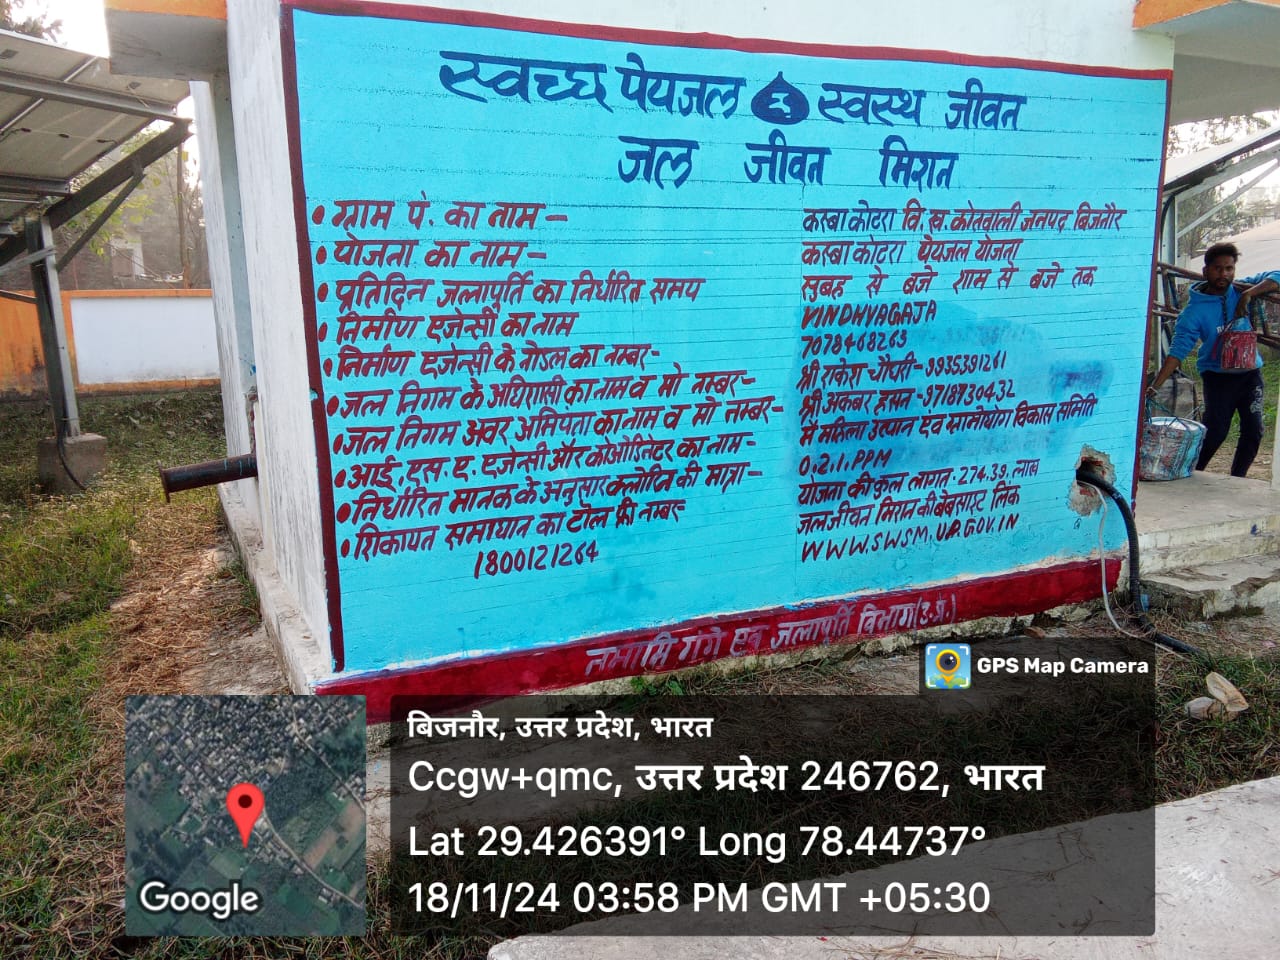 स्वच्छ पेयजल स्वस्थ जीवन
जल जीवन मिशन
• ग्राम पं. का नाम – कस्बा कोटरा वि. ख. कोतवाली जनपद बिजनौर
• योजना का नाम – कस्बा कोटरा पेयजल योजना
• प्रतिदिन जलापूर्ति का निर्धारित समय सुबह से बजे शाम से बजे तक
• निर्माण एजेन्सी का नाम VINDHYAGAJA
• निर्माण एजेन्सी के नोडल का नम्बर- 7078468263
• जल निगम के अधिशासी का नाम व मो नम्बर- श्री राकेश चौधरी-9935391261
• जल निगम अवर अभियंता का नाम व मो नम्बर- श्री अकबर हसन-9718930432
• आई. एस. ए. एजेन्सी और कोओर्डिनेटर का नाम- मै महिला उत्थान एंव ग्रामोद्योग विकास समिति
• निर्धारित मानक के अनुसार क्लोरिन की मात्रा- 0.2.1.PPM
• शिकायत समाधान का टोल फ्री नम्बर- योजना की कुल लागत-274.39. लाख
1800121264 जल जीवन मिशन की बेबसाइट लिंक
WWW.SWSM.UP.GOV.IN
नमामि गंगे एव जलापूर्ति विभाग (उ.प्र.)
GPS Map Camera
बिजनौर, उत्तर प्रदेश, भारत
Ccgw+qmc, उत्तर प्रदेश 246762, भारत
Lat 29.426391° Long 78.44737°
18/11/24 03:58 PM GMT +05:30
Google